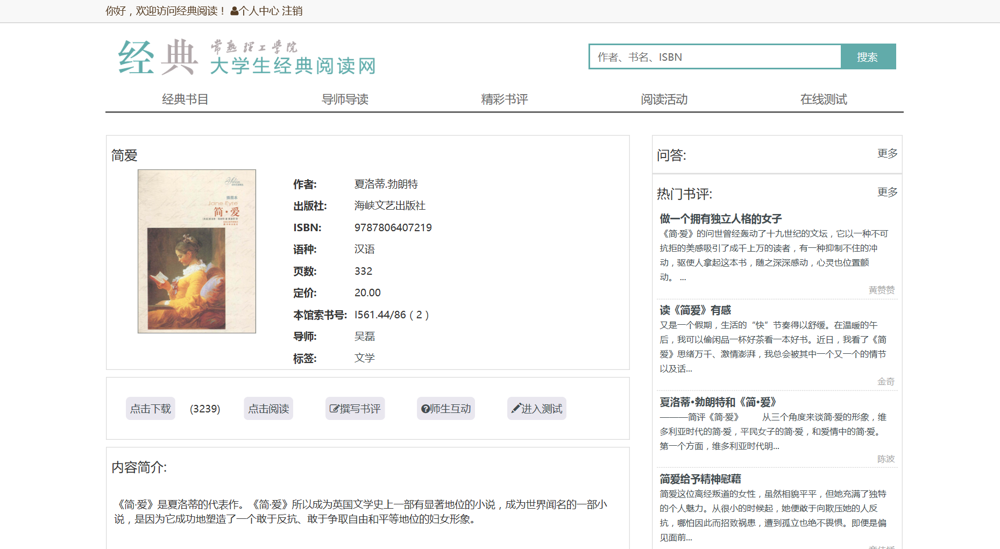 你好，欢迎访问经典阅读！ 个人中心 注销
经典 常熟理工学院
大学生经典阅读网
作者、书名、ISBN 搜索
经典书目 导师导读 精彩书评 阅读活动 在线测试
简爱
插图本
Jane Eyre
简·爱
作者: 夏洛蒂.勃朗特
出版社: 海峡文艺出版社
ISBN: 9787806407219
语种: 汉语
页数: 332
定价: 20.00
本馆索书号: I561.44/86（2）
导师: 吴磊
标签: 文学
点击下载 (3239) 点击阅读 撰写书评 师生互动 进入测试
内容简介:
《简·爱》是夏洛蒂的代表作。《简·爱》所以成为英国文学史上一部有显著地位的小说，成为世界闻名的一部小
说，是因为它成功地塑造了一个敢于反抗、敢于争取自由和平等地位的妇女形象。
问答: 更多
热门书评: 更多
做一个拥有独立人格的女子
《简·爱》的问世曾经轰动了十九世纪的文坛，它以一种不可
抗拒的美感吸引了成千上万的读者，有一种抑制不住的冲
动，驱使人拿起这本书，随之深深感动，心灵也位置颤
动。 ...
黄赞赞
读《简爱》有感
又是一个假期，生活的“快”节奏得以舒缓。在温暖的午
后，我可以偷闲品一杯好茶看一本好书。近日，我看了《简
爱》思绪万千、激情澎湃，我总会被其中一个又一个的情节
以及话...
金奇
夏洛蒂•勃朗特和《简•爱》
———简评《简·爱》 从三个角度来谈简·爱的形象，维
多利亚时代的简·爱，平民女子的简·爱，和爱情中的简·爱。
第一个方面，维多利亚时代明...
陈波
简爱给予精神慰藉
简爱这位离经叛道的女性，虽然相貌平平，但她充满了独特
的个人魅力。从很小的时候起，她便敢于向欺压她的人反
抗，哪怕因此而招致祸患，遭到孤立也绝不畏惧。即便是偏
见面前...